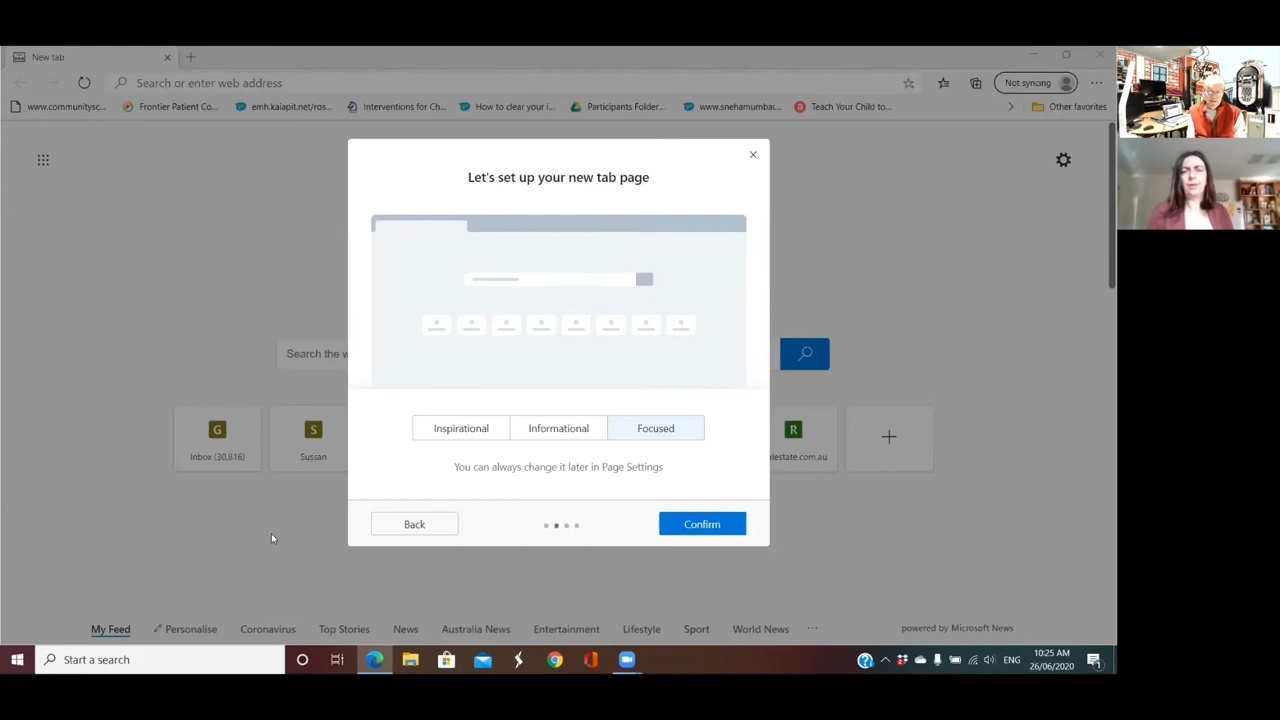 New tab
Search or enter web address
Not syncing
www.communitysc...
Frontier Patient Co...
emh.kaiapit.net/ros...
Interventions for Ch...
How to clear your i...
Participants Folder...
www.snehamumbai...
Teach Your Child to...
Other favorites
Let's set up your new tab page
Search the w
Inspirational
Informational
Focused
Inbox (30,816)
G
Sussan
S
R
alestate.com.au
You can always change it later in Page Settings
Back
Confirm
My Feed
Personalise
Coronavirus
Top Stories
News
Australia News
Entertainment
Lifestyle
Sport
World News
powered by Microsoft News
Start a search
ENG
10:25 AM
26/06/2020
1